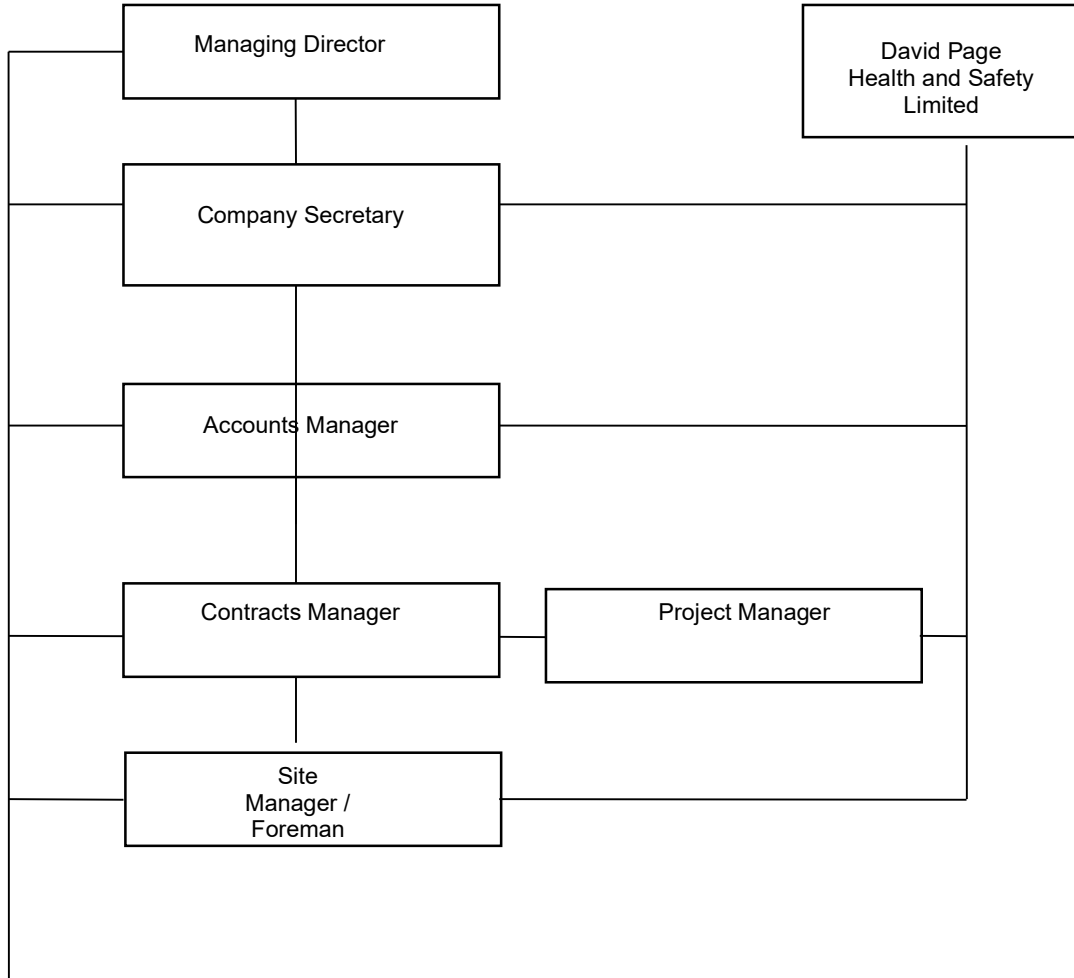 Managing Director
David Page
Health and Safety
Limited
Company Secretary
Accounts Manager
Contracts Manager
Project Manager
Site
Manager /
Foreman